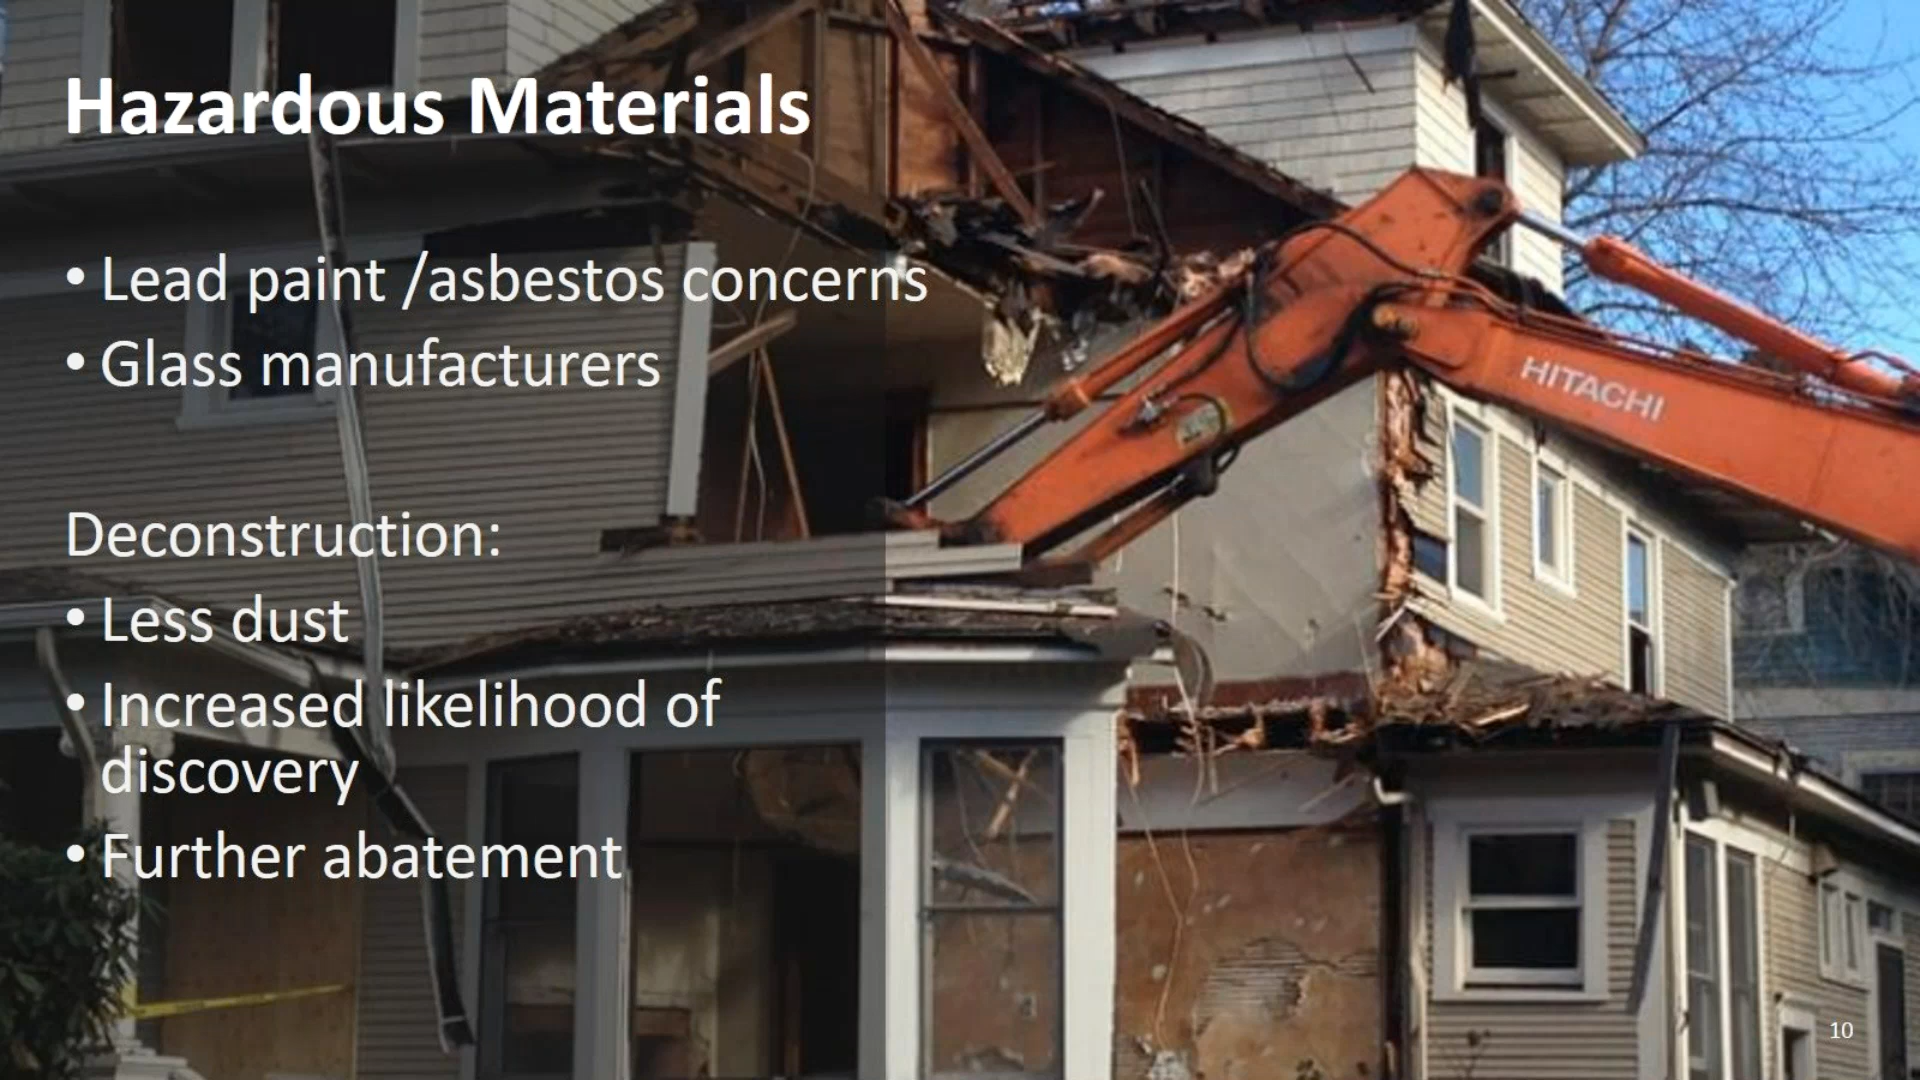 Hazardous Materials
• Lead paint /asbestos concerns
• Glass manufacturers
HITACHI
Deconstruction:
• Less dust
• Increased likelihood of
discovery
• Further abatement
10